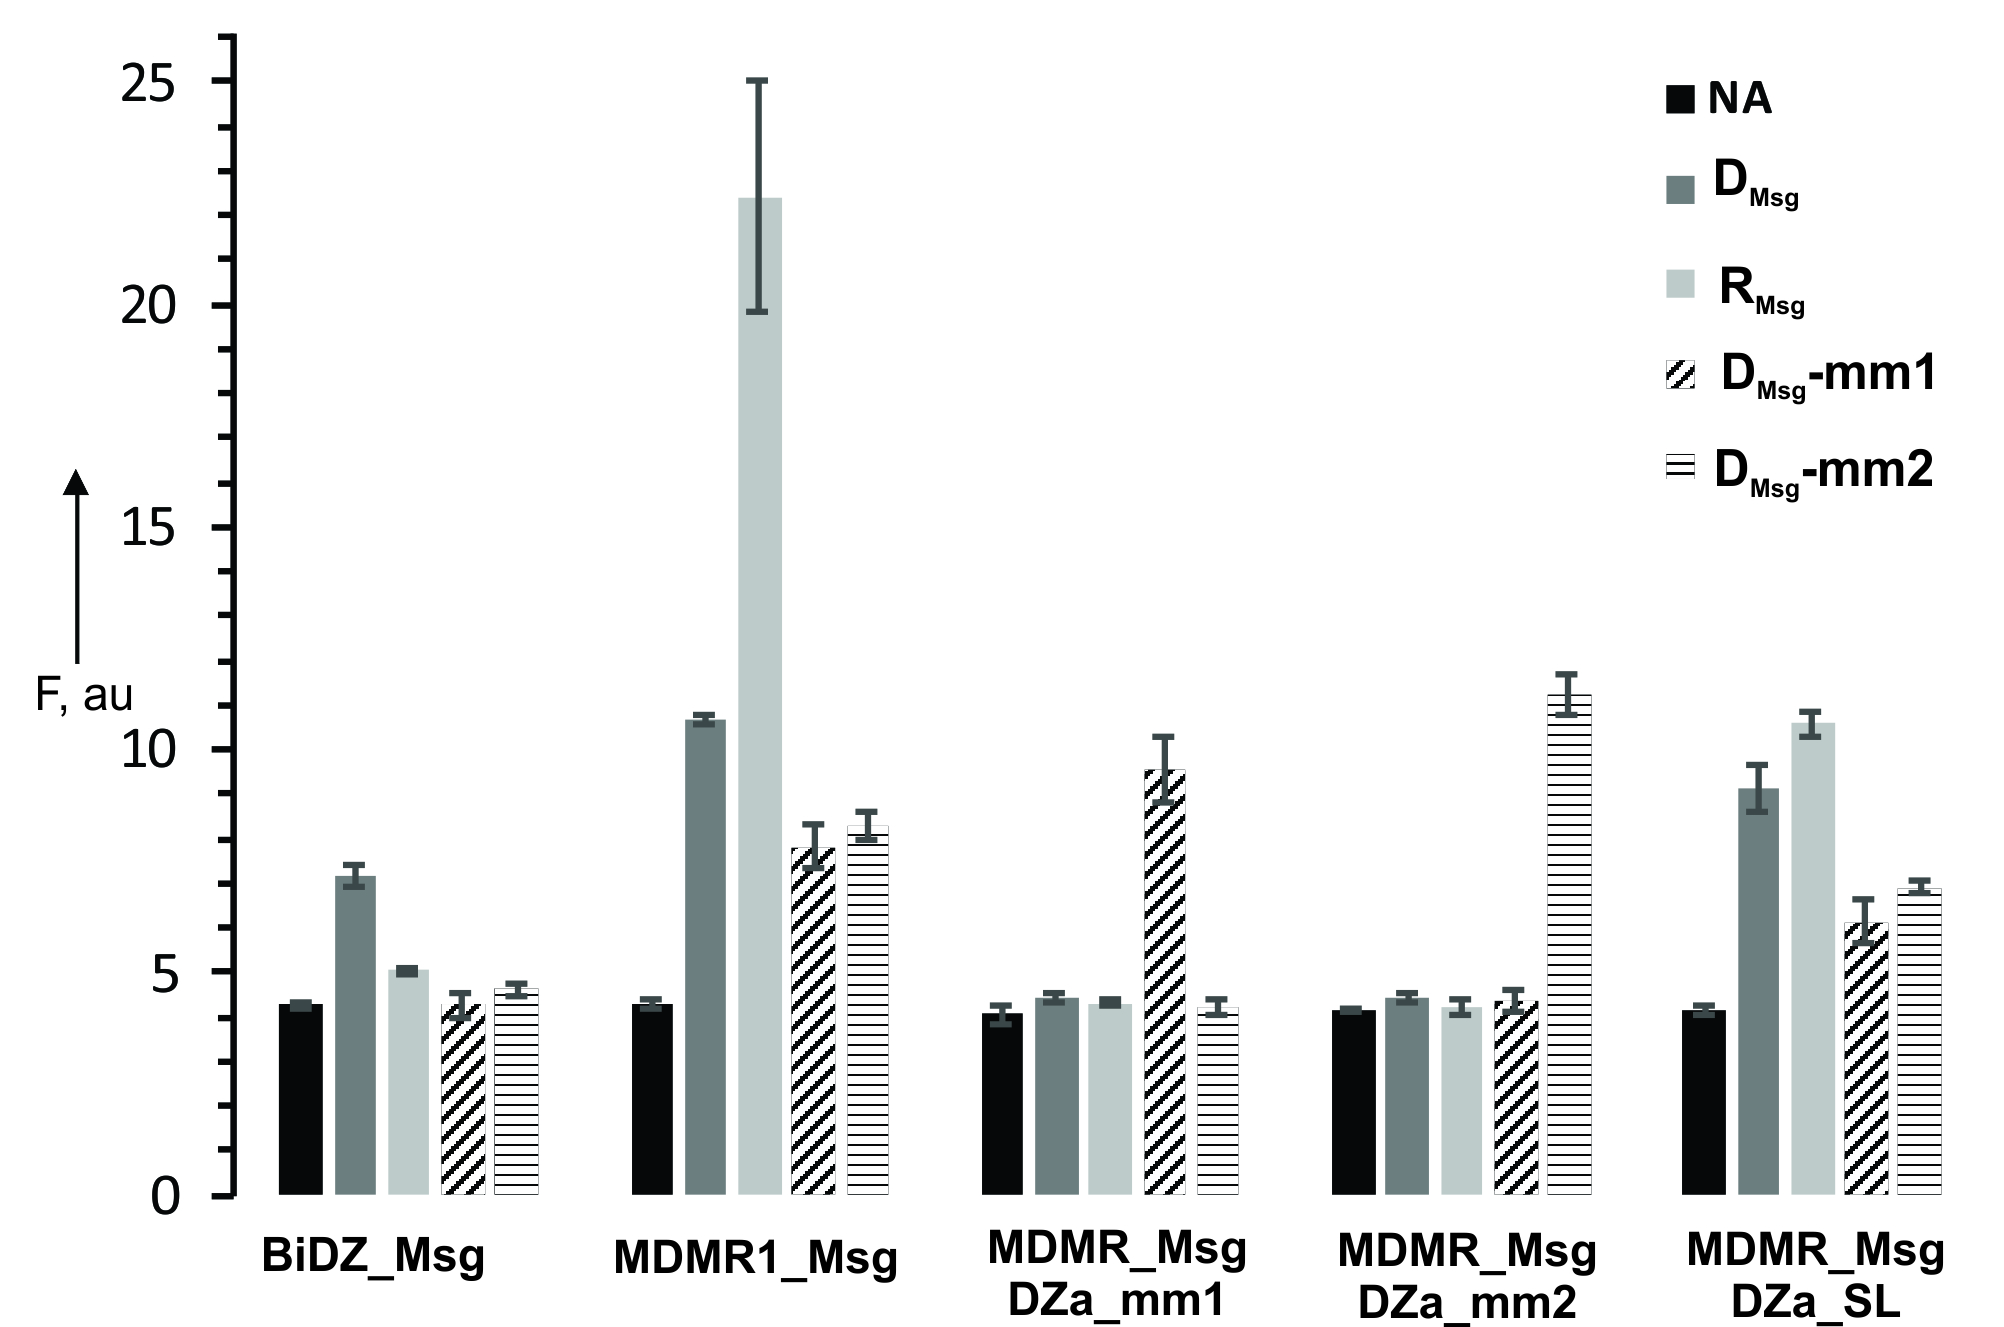 25
20
15
10
5
0
F, au
NA
DMsg
RMsg
DMsg-mm1
DMsg-mm2
BiDZ_Msg
MDMR1_Msg
MDMR_Msg
DZa_mm1
MDMR_Msg
DZa_mm2
MDMR_Msg
DZa_SL